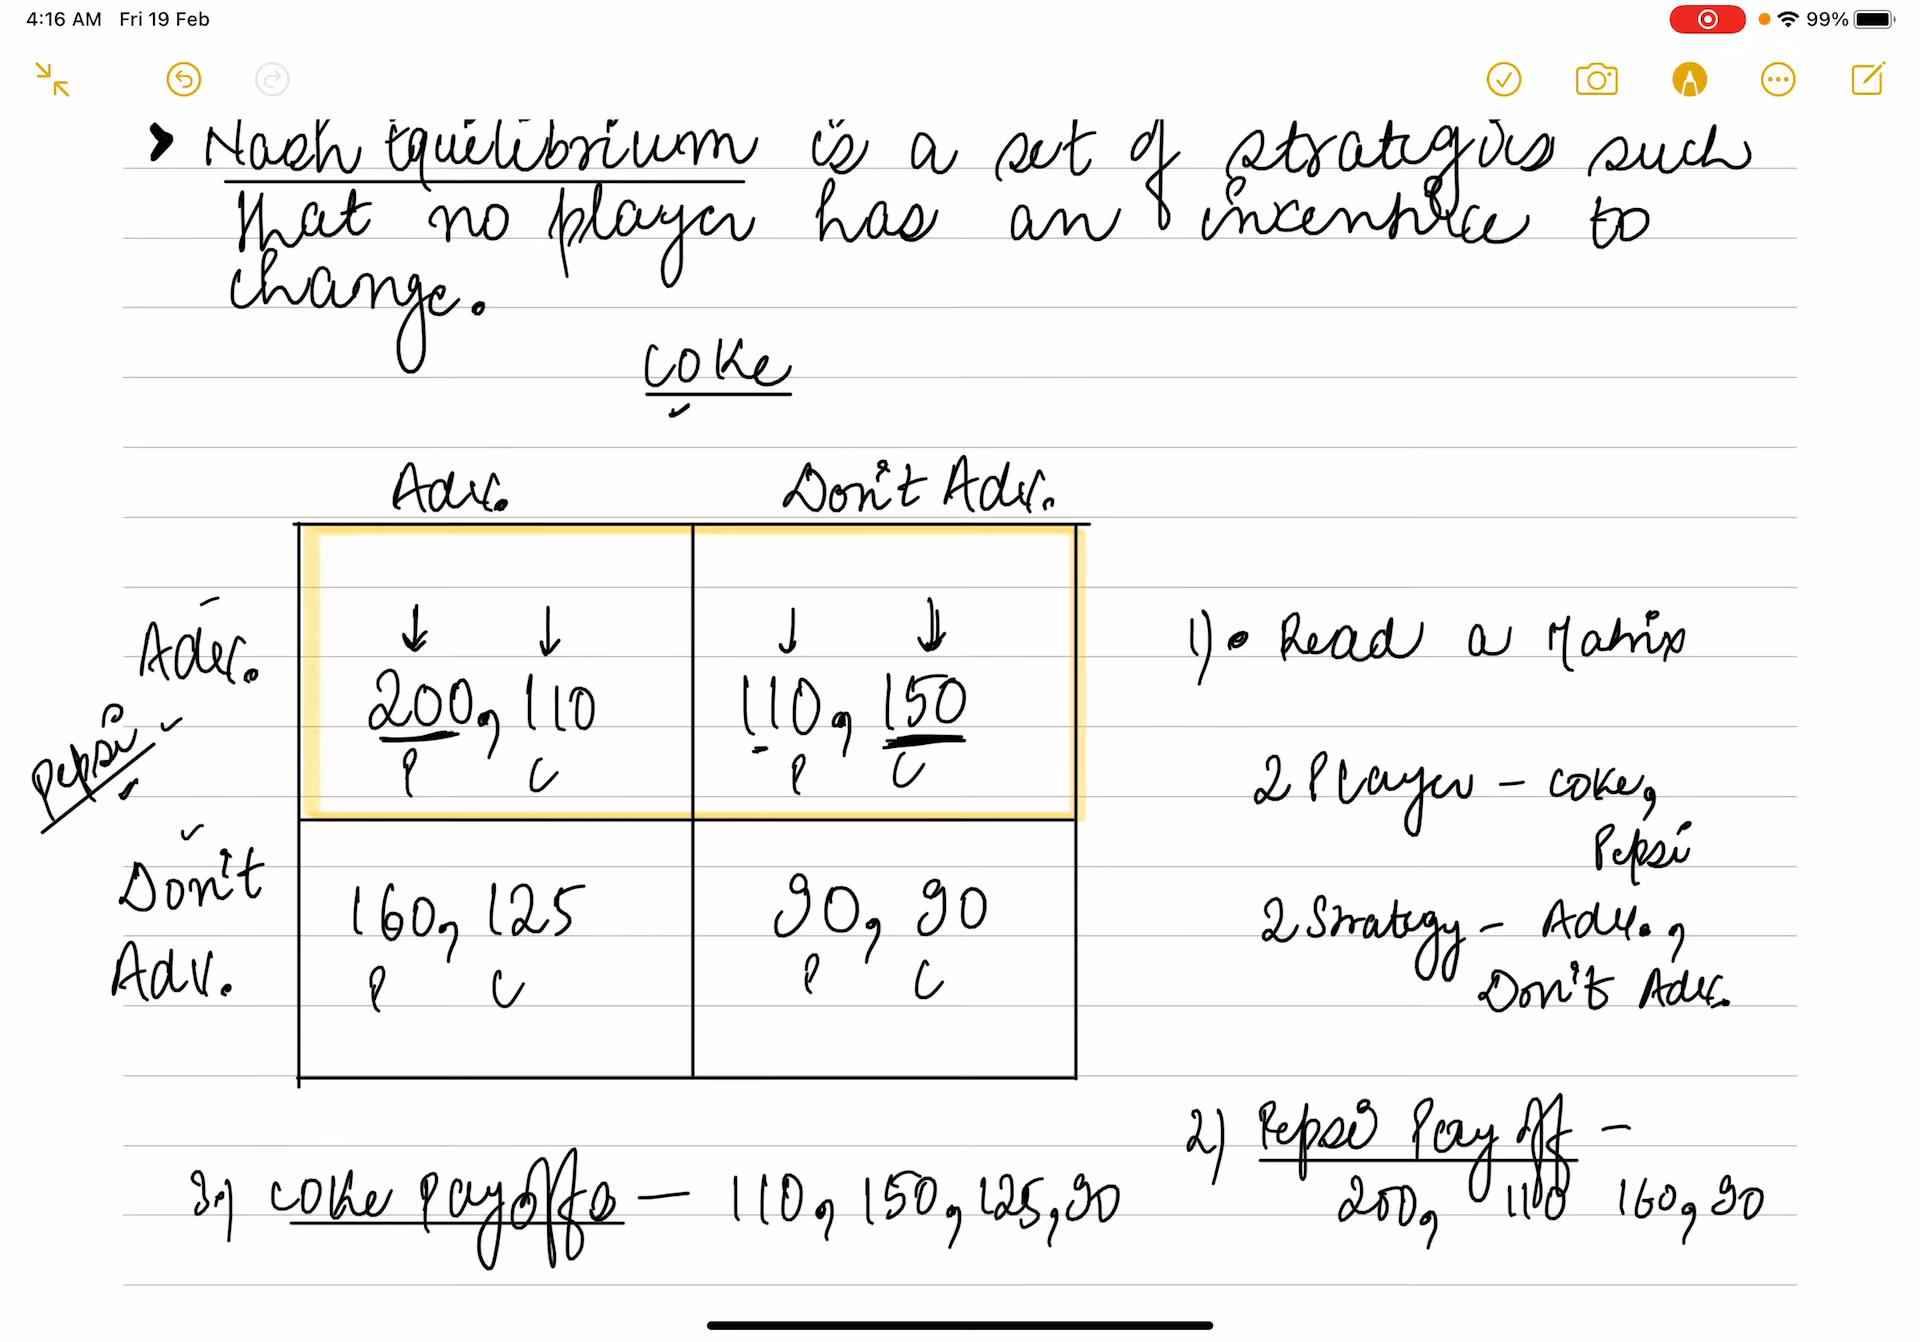 4:16 AM Fri 19 Feb
99%
Nash Equilibrium is a set of strategies such
that no player has an incentive to
change.
Coke
Adv. Don't Adv.
Adv.
200, 110 110, 150
P C P C
Pepsi
Don't
Adv.
160, 125 90, 90
P C P C
1) • Read a Matrix
2 Player - Coke,
Pepsi
2 Strategy - Adv.,
Don't Adv.
2) Pepsi Pay off -
200, 110 160, 90
3) Coke Payoffs - 110, 150, 125, 90